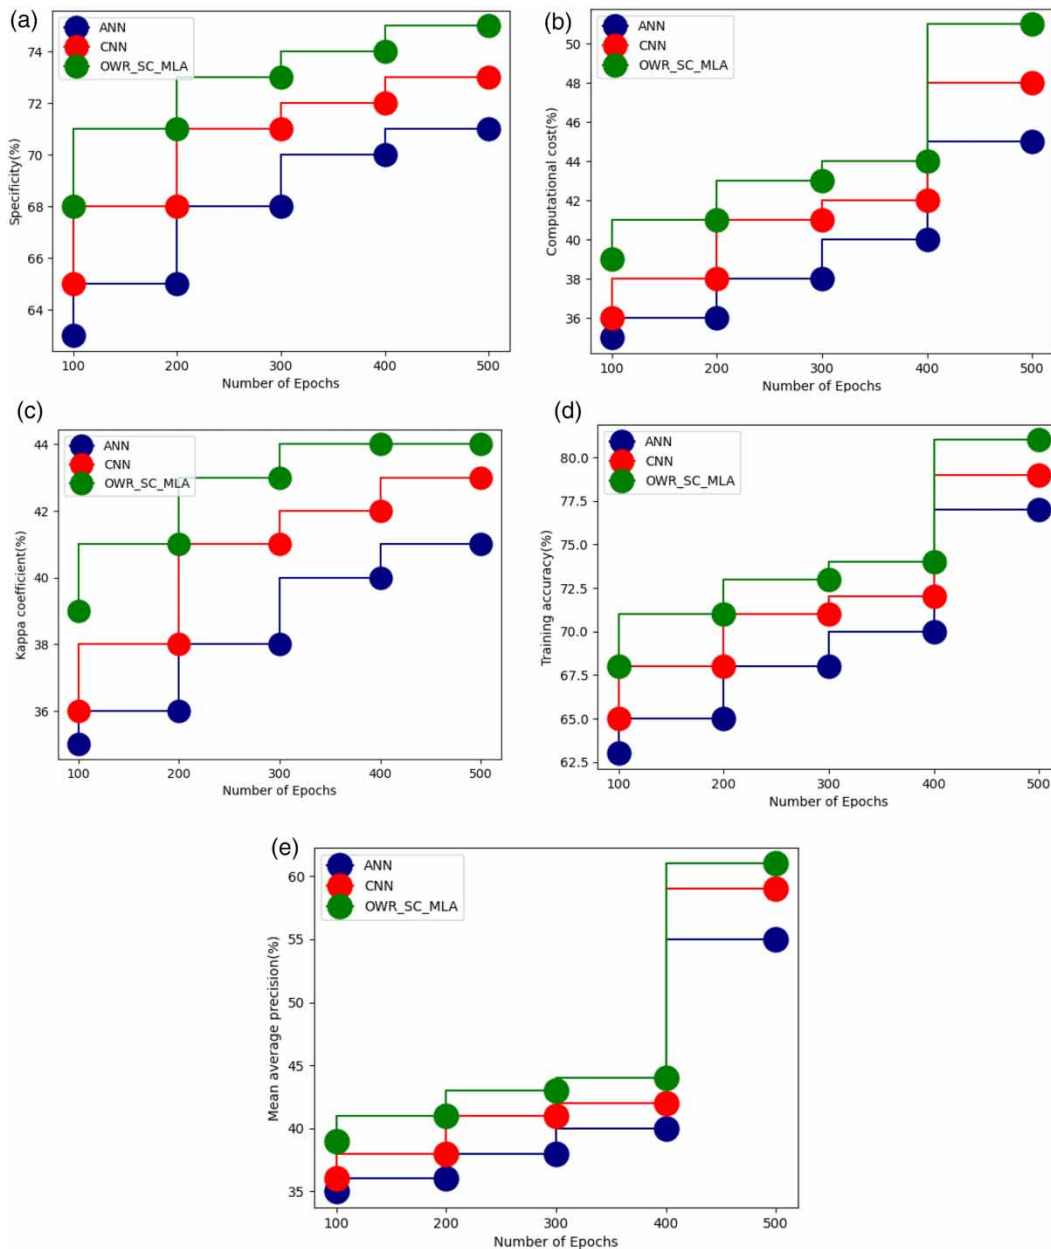 (a)
ANN
CNN
OWR_SC_MLA
74
72
70
68
66
64
Specificity(%)
100 200 300 400 500
Number of Epochs
(b)
ANN
CNN
OWR_SC_MLA
50
48
46
44
42
40
38
36
Computational cost(%)
100 200 300 400 500
Number of Epochs
(c)
ANN
CNN
OWR_SC_MLA
44
42
40
38
36
Kappa coefficient(%)
100 200 300 400 500
Number of Epochs
(d)
ANN
CNN
OWR_SC_MLA
80.0
77.5
75.0
72.5
70.0
67.5
65.0
62.5
Training accuracy(%)
100 200 300 400 500
Number of Epochs
(e)
ANN
CNN
OWR_SC_MLA
60
55
50
45
40
35
Mean average precision(%)
100 200 300 400 500
Number of Epochs